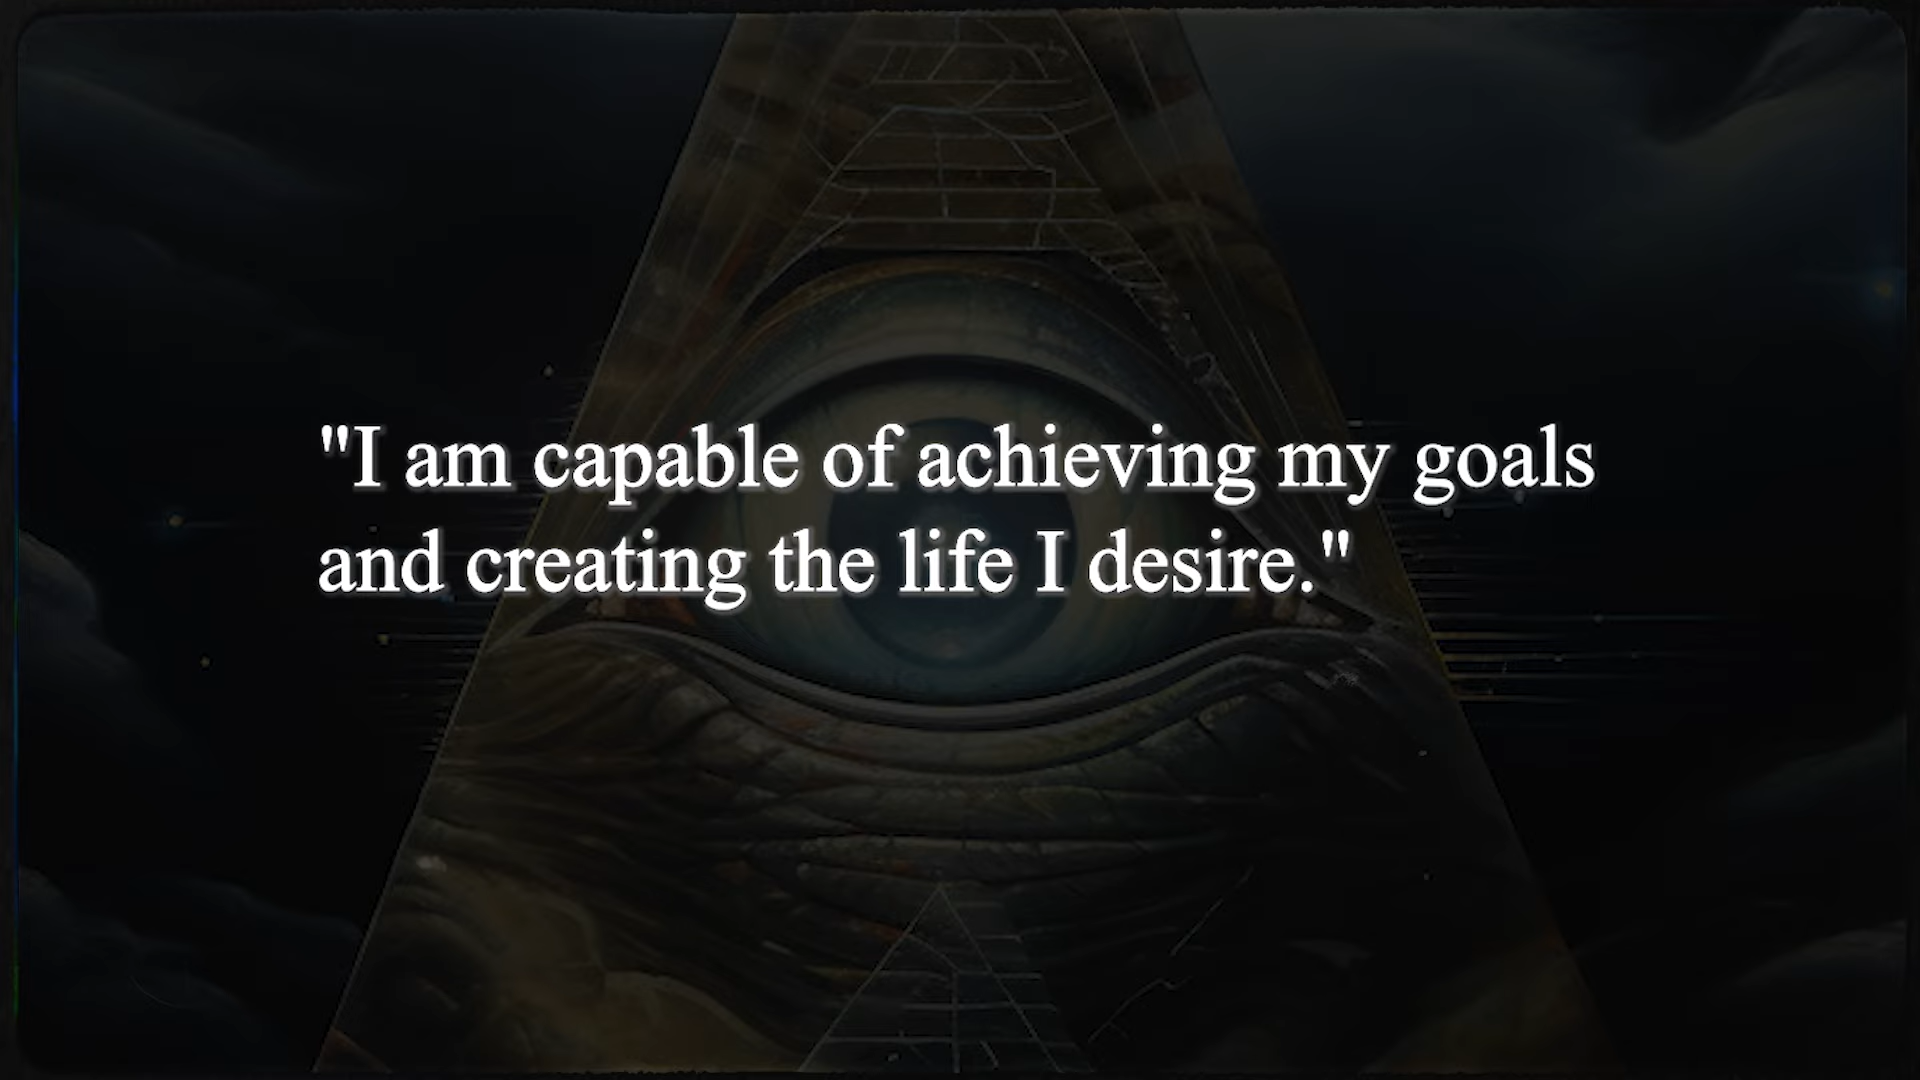 "I am capable of achieving my goals
and creating the life I desire."